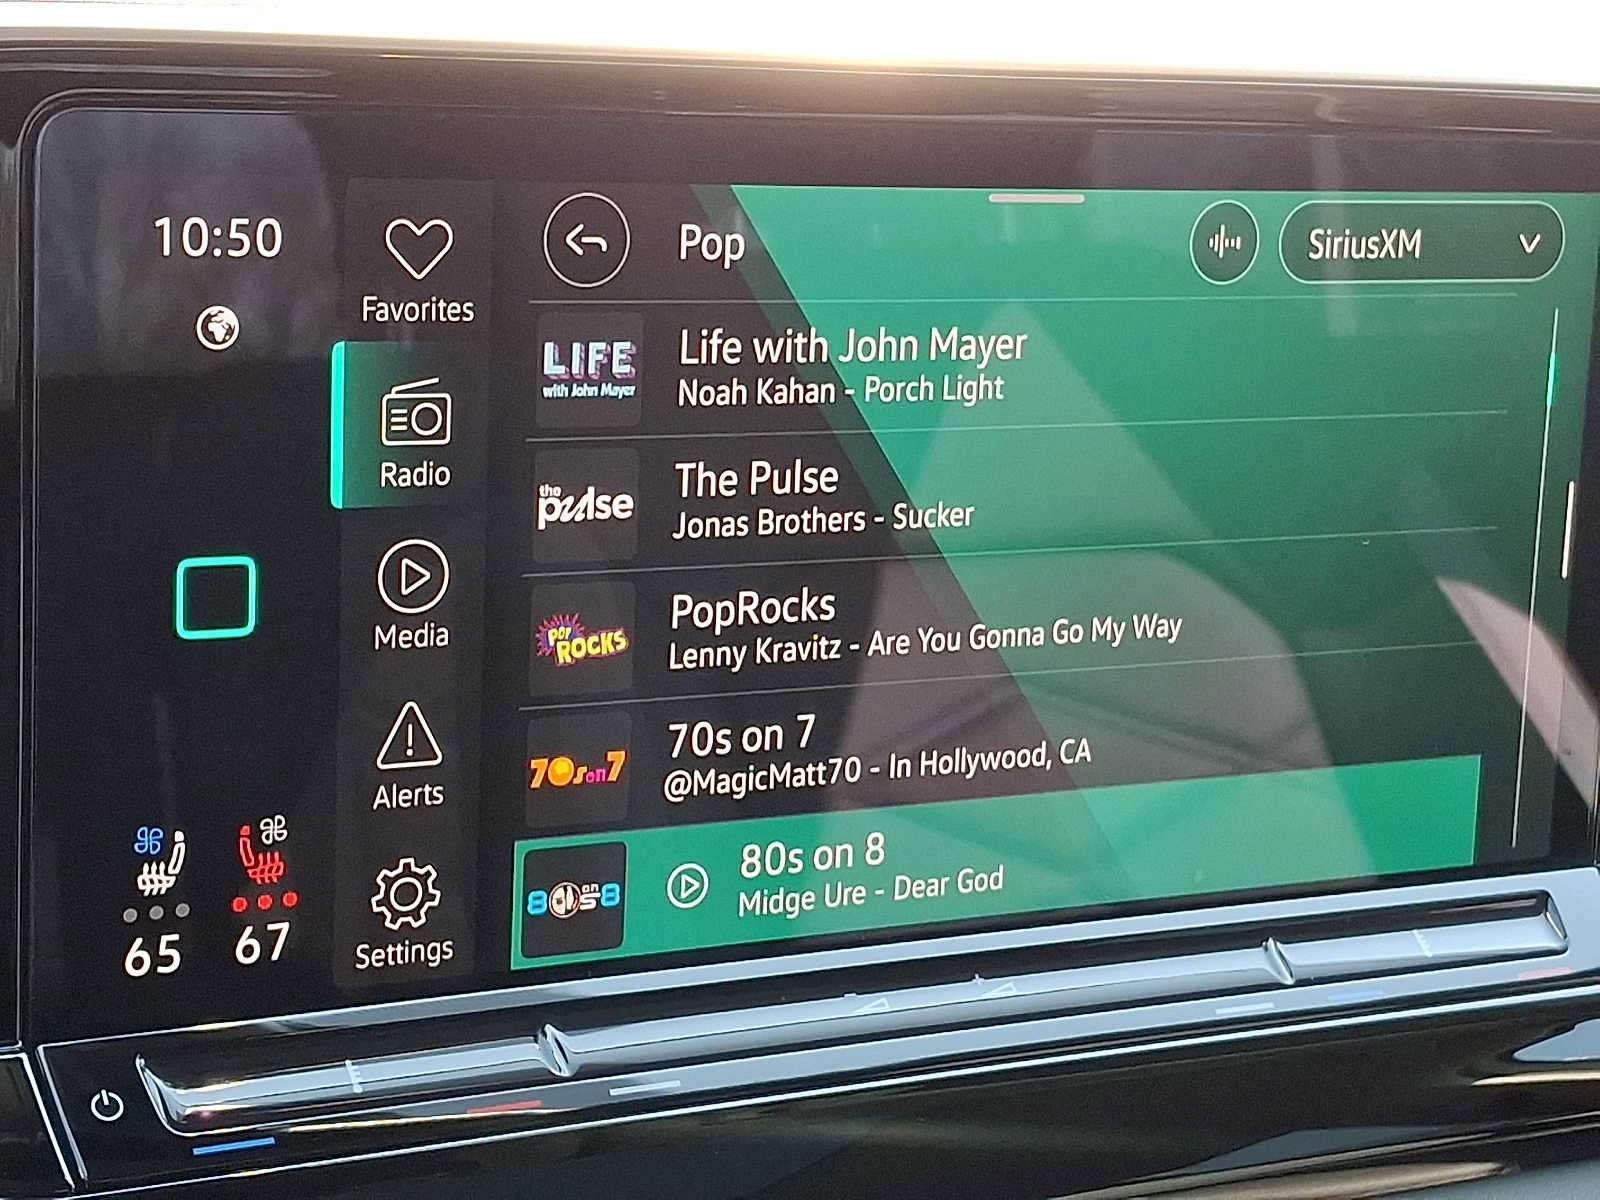 10:50
Favorites
Radio
Media
Alerts
Settings
65
67
Pop
SiriusXM
LIFE
with John Mayer
Life with John Mayer
Noah Kahan - Porch Light
the
pulse
The Pulse
Jonas Brothers - Sucker
POP
ROCKS
PopRocks
Lenny Kravitz - Are You Gonna Go My Way
70s on 7
70s on 7
@MagicMatt70 - In Hollywood, CA
80s on 8
80s on 8
Midge Ure - Dear God